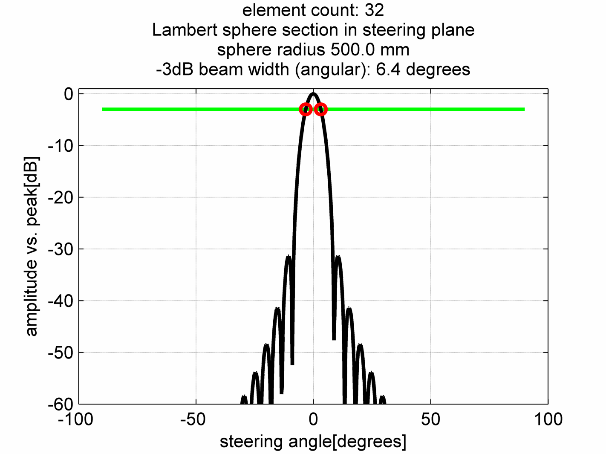 element count: 32
Lambert sphere section in steering plane
sphere radius 500.0 mm
-3dB beam width (angular): 6.4 degrees
0
-10
-20
-30
-40
-50
-60
amplitude vs. peak[dB]
-100
-50
0
50
100
steering angle[degrees]